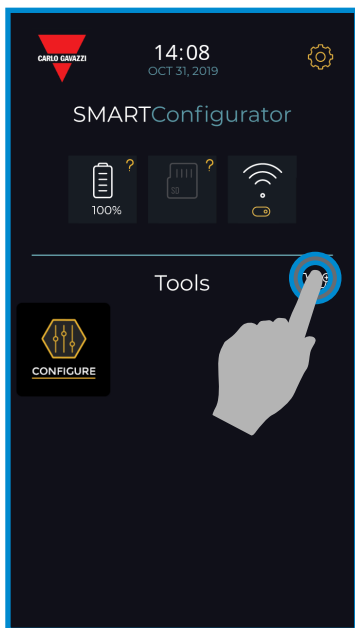 CARLO GAVAZZI
14:08
OCT 31, 2019
SMARTConfigurator
?
?
SD
100%
Tools
CONFIGURE